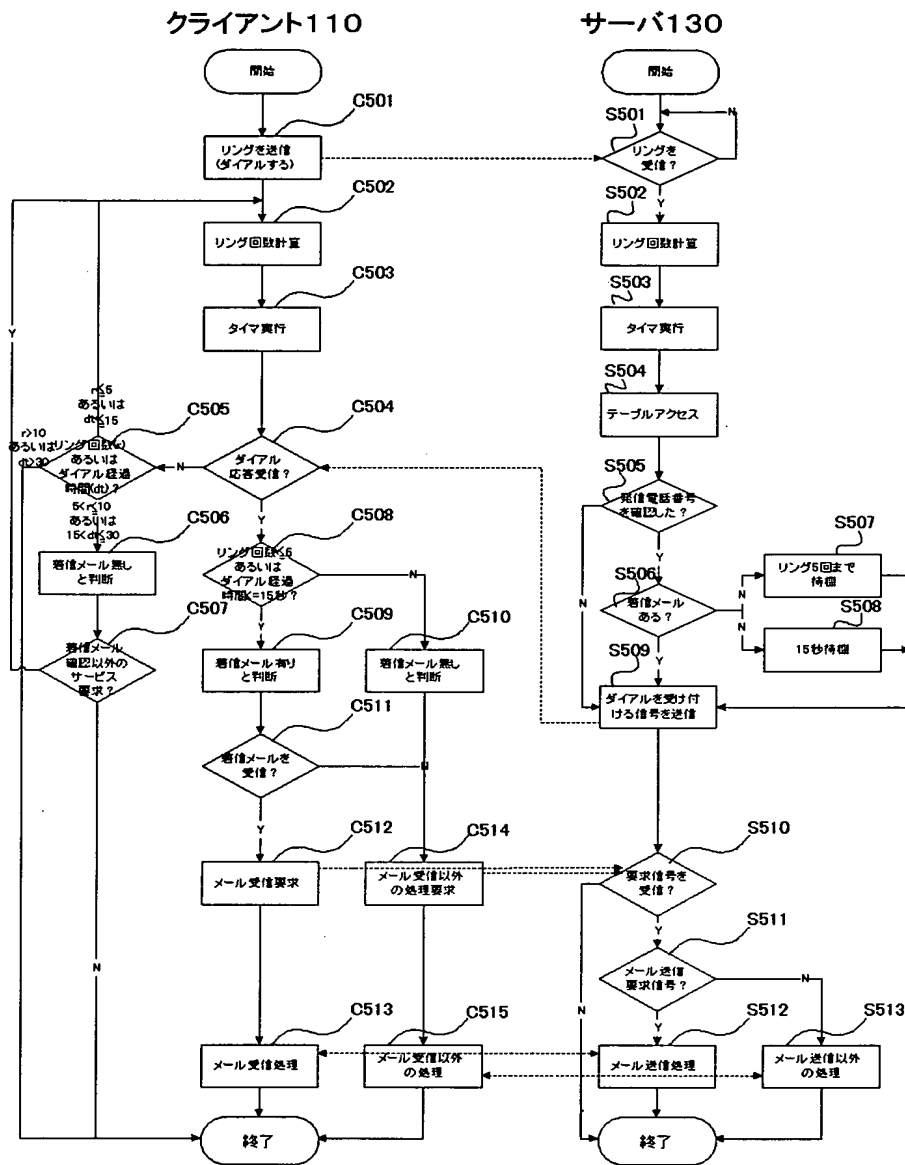 クライアント110
サーバ130
開始
C501
リングを送信
(ダイアルする)
C502
リング回数計算
C503
タイマ実行
Y
r≦5
あるいは
dt≦15
C505
r>10
あるいは
dt>30
リング回数(r)
あるいは
ダイアル経過
時間(dt)?
N
C504
ダイアル
応答受信?
5<r≦10
あるいは
15<dt≦30
C506
着信メール無し
と判断
Y
C508
リング回数≦5
あるいは
ダイアル経過
時間<=15秒?
N
C507
着信メール
確認以外の
サービス
要求?
Y
C509
着信メール有り
と判断
C510
着信メール無し
と判断
C511
着信メールを
受信?
N
Y
C512
メール受信要求
C514
メール受信以外
の処理要求
N
C513
メール受信処理
C515
メール受信以外
の処理
終了
開始
S501
N
リングを
受信?
Y
S502
リング回数計算
S503
タイマ実行
S504
テーブルアクセス
S505
発信電話番号
を確認した?
Y
N
S506
着信メール
ある?
N
N
S507
リング5回まで
待機
S508
15秒待機
Y
S509
ダイアルを受け付
ける信号を送信
S510
要求信号を
受信?
Y
N
S511
メール送信
要求信号?
N
Y
S512
メール送信処理
S513
メール送信以外
の処理
終了